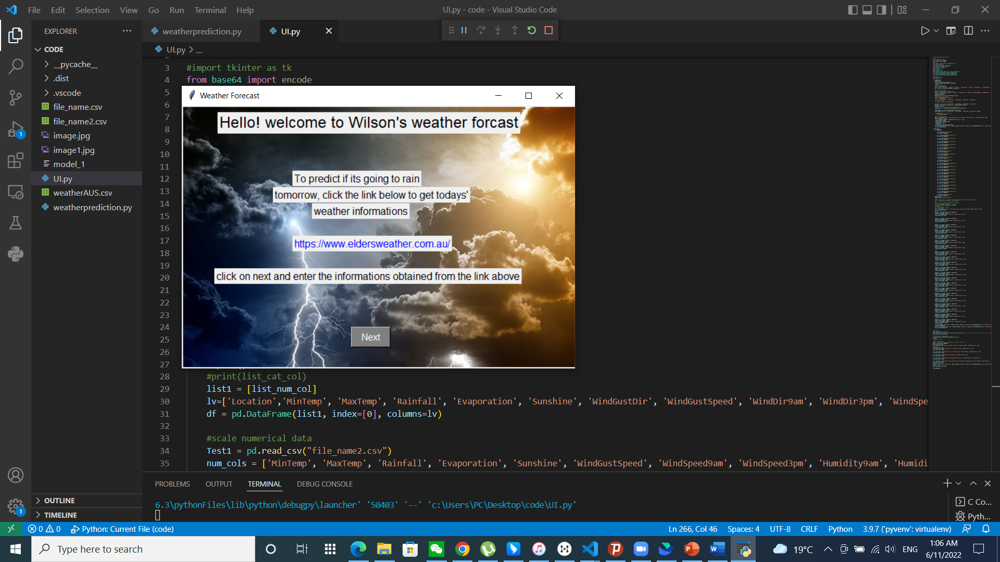 File Edit Selection View Go Run Terminal Help
UI.py - code - Visual Studio Code
EXPLORER
weatherprediction.py
UI.py
CODE
UI.py > ...
__pycache__
.dist
.vscode
file_name.csv
file_name2.csv
image.jpg
image1.jpg
model_1
UI.py
weatherAUS.csv
weatherprediction.py
3 #import tkinter as tk
4 from base64 import encode
5
6
7
8
9
10
11
12
13
14
15
16
17
18
19
20
21
22
23
24
25
26
27
Weather Forecast
Hello! welcome to Wilson's weather forcast
To predict if its going to rain
tomorrow, click the link below to get todays'
weather informations
https://www.eldersweather.com.au/
click on next and enter the informations obtained from the link above
Next
28 #print(list_cat_col)
29 list1 = [list_num_col]
30 lv=['Location','MinTemp', 'MaxTemp', 'Rainfall', 'Evaporation', 'Sunshine', 'WindGustDir', 'WindGustSpeed', 'WindDir9am', 'WindDir3pm', 'WindSpe
31 df = pd.DataFrame(list1, index=[0], columns=lv)
32
33 #scale numerical data
34 Test1 = pd.read_csv("file_name2.csv")
35 num_cols = ['MinTemp', 'MaxTemp', 'Rainfall', 'Evaporation', 'Sunshine', 'WindGustSpeed', 'WindSpeed9am', 'WindSpeed3pm', 'Humidity9am', 'Humidi
PROBLEMS OUTPUT TERMINAL DEBUG CONSOLE
6.3\pythonFiles\lib\python\debugpy\launcher' '50403' '--' 'c:\Users\PC\Desktop\code\UI.py'
C Co...
Pyth...
OUTLINE
TIMELINE
1
1
0 0 Python: Current File (code)
Ln 266, Col 46 Spaces: 4 UTF-8 CRLF Python 3.9.7 ('pyvenv': virtualenv)
Type here to search
19°C
ENG
1:06 AM
6/11/2022